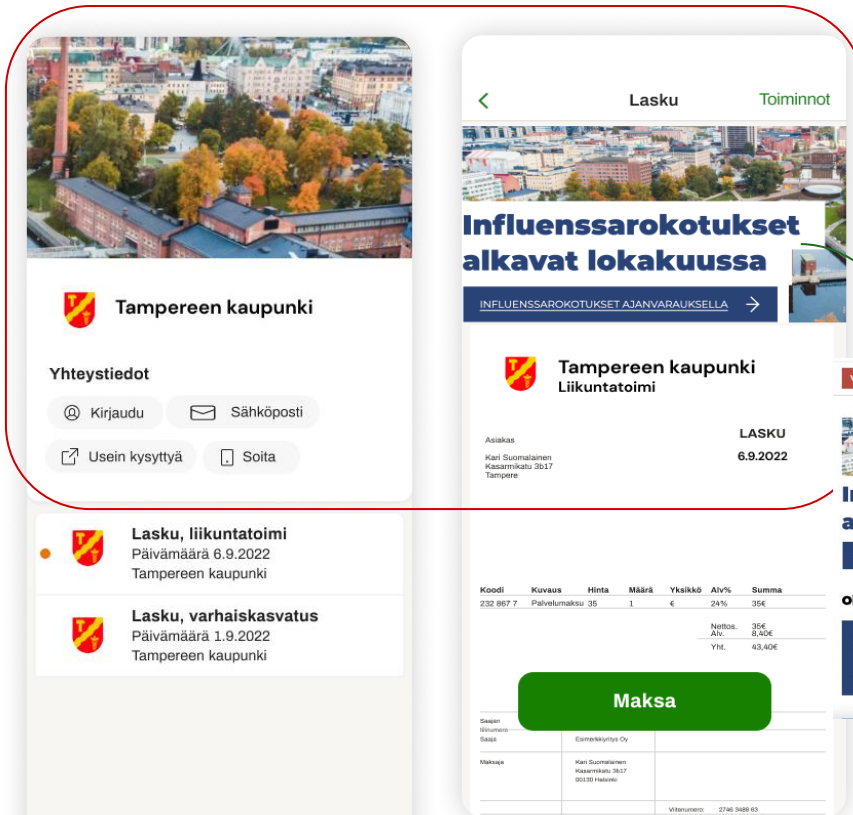 Tampereen kaupunki
Yhteystiedot
Kirjaudu
Sähköposti
Usein kysyttyä
Soita
Lasku, liikuntatoimi
Päivämäärä 6.9.2022
Tampereen kaupunki
Lasku, varhaiskasvatus
Päivämäärä 1.9.2022
Tampereen kaupunki
Lasku
Toiminnot
Influenssarokotukset
alkavat lokakuussa
INFLUENSSAROKOTUKSET AJANVARAUKSELLA
Tampereen kaupunki
Liikuntatoimi
Asiakas
LASKU
Kari Suomalainen
6.9.2022
Kasarmikatu 3b17
Tampere
Koodi Kuvaus Hinta Määrä Yksikkö Alv% Summa
232 867 7 Palvelumaksu 35 1 € 24% 35€
Nettos. 35€
Alv. 8,40€
Yht. 43,40€
Maksa
Saajan
tilinumero
Saaja Esimerkkiyritys Oy
Maksaja Kari Suomalainen
Kasarmikatu 3b17
00130 Helsinki
Viitenumero: 2746 3489 63